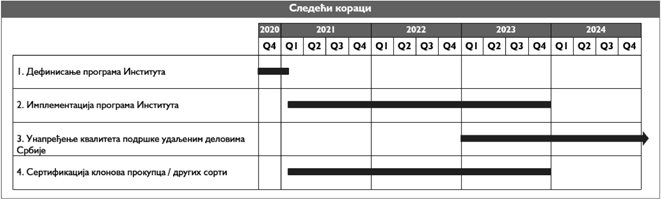 Следећи кораци
2020 2021 2022 2023 2024
Q4 Q1 Q2 Q3 Q4 Q1 Q2 Q3 Q4 Q1 Q2 Q3 Q4 Q1 Q2 Q3 Q4
1. Дефинисање програма Института
2. Имплементација програма Института
3. Унапређење квалитета подршке удаљеним деловима
Србије
4. Сертификација клонова прокупца / других сорти